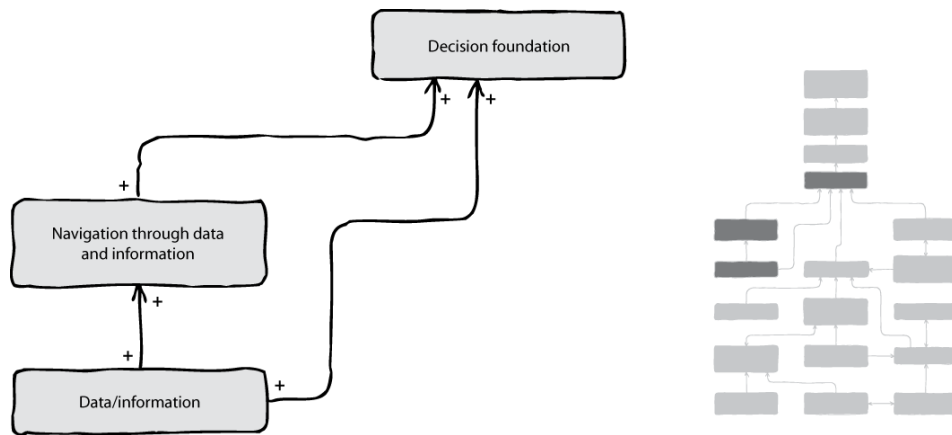 Decision foundation
+ +
+
Navigation through data
and information
+
+
+
Data/information